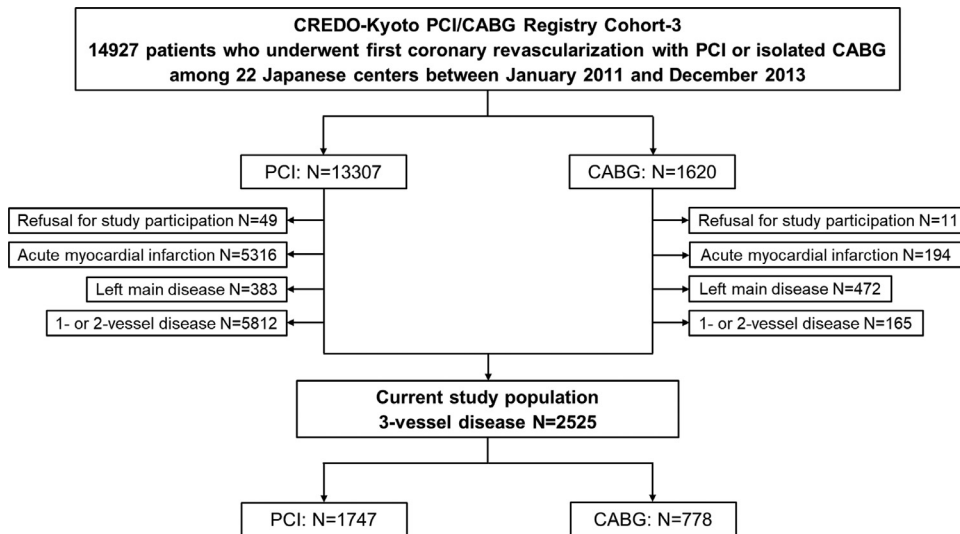 CREDO-Kyoto PCI/CABG Registry Cohort-3
14927 patients who underwent first coronary revascularization with PCI or isolated CABG
among 22 Japanese centers between January 2011 and December 2013
PCI: N=13307
CABG: N=1620
Refusal for study participation N=49
Refusal for study participation N=11
Acute myocardial infarction N=5316
Acute myocardial infarction N=194
Left main disease N=383
Left main disease N=472
1- or 2-vessel disease N=5812
1- or 2-vessel disease N=165
Current study population
3-vessel disease N=2525
PCI: N=1747
CABG: N=778